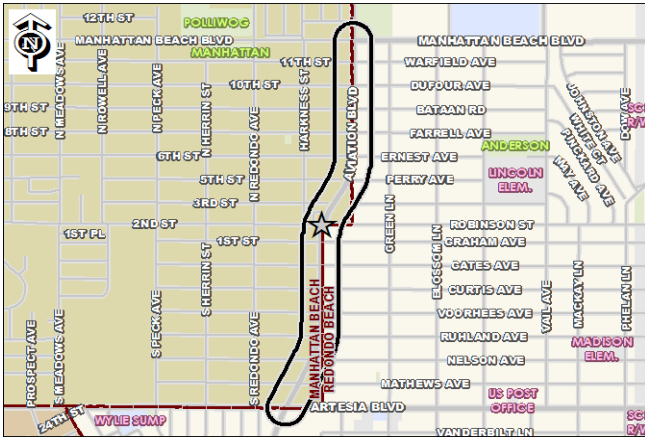 12TH ST
POLLIWOG
MANHATTAN BEACH BLVD
MANHATTAN BEACH BLVD
N
MANHATTAN
11TH ST
WARFIELD AVE
10TH ST
DUFOUR AVE
9TH ST
BATAAN RD
8TH ST
FARRELL AVE
6TH ST
ERNEST AVE
ANDERSON
5TH ST
PERRY AVE
LINCOLN
ELEM.
3RD ST
2ND ST
ROBINSON ST
1ST PL
1ST ST
GRAHAM AVE
GATES AVE
CURTIS AVE
VOORHEES AVE
RUHLAND AVE
MADISON
ELEM.
NELSON AVE
MATHEWS AVE
US POST
OFFICE
ARTESIA BLVD
24TH ST
WYLIE SUMP
VANDERBILT LN
N MEADOWS AVE
N ROWELL AVE
N PECK AVE
N HERRIN ST
N REDONDO AVE
HARKNESS ST
AVIATION BLVD
GREEN LN
BLOSSOM LN
JOHNSTON AVE
WHITE CT
PINCKARD AVE
MAY AVE
DOW AVE
SG
R/W
PROSPECT AVE
S MEADOWS AVE
S PECK AVE
S HERRIN ST
S REDONDO AVE
MANHATTAN BEACH
REDONDO BEACH
VAIL AVE
MACKAY LN
PHELAN LN
SG
R/W